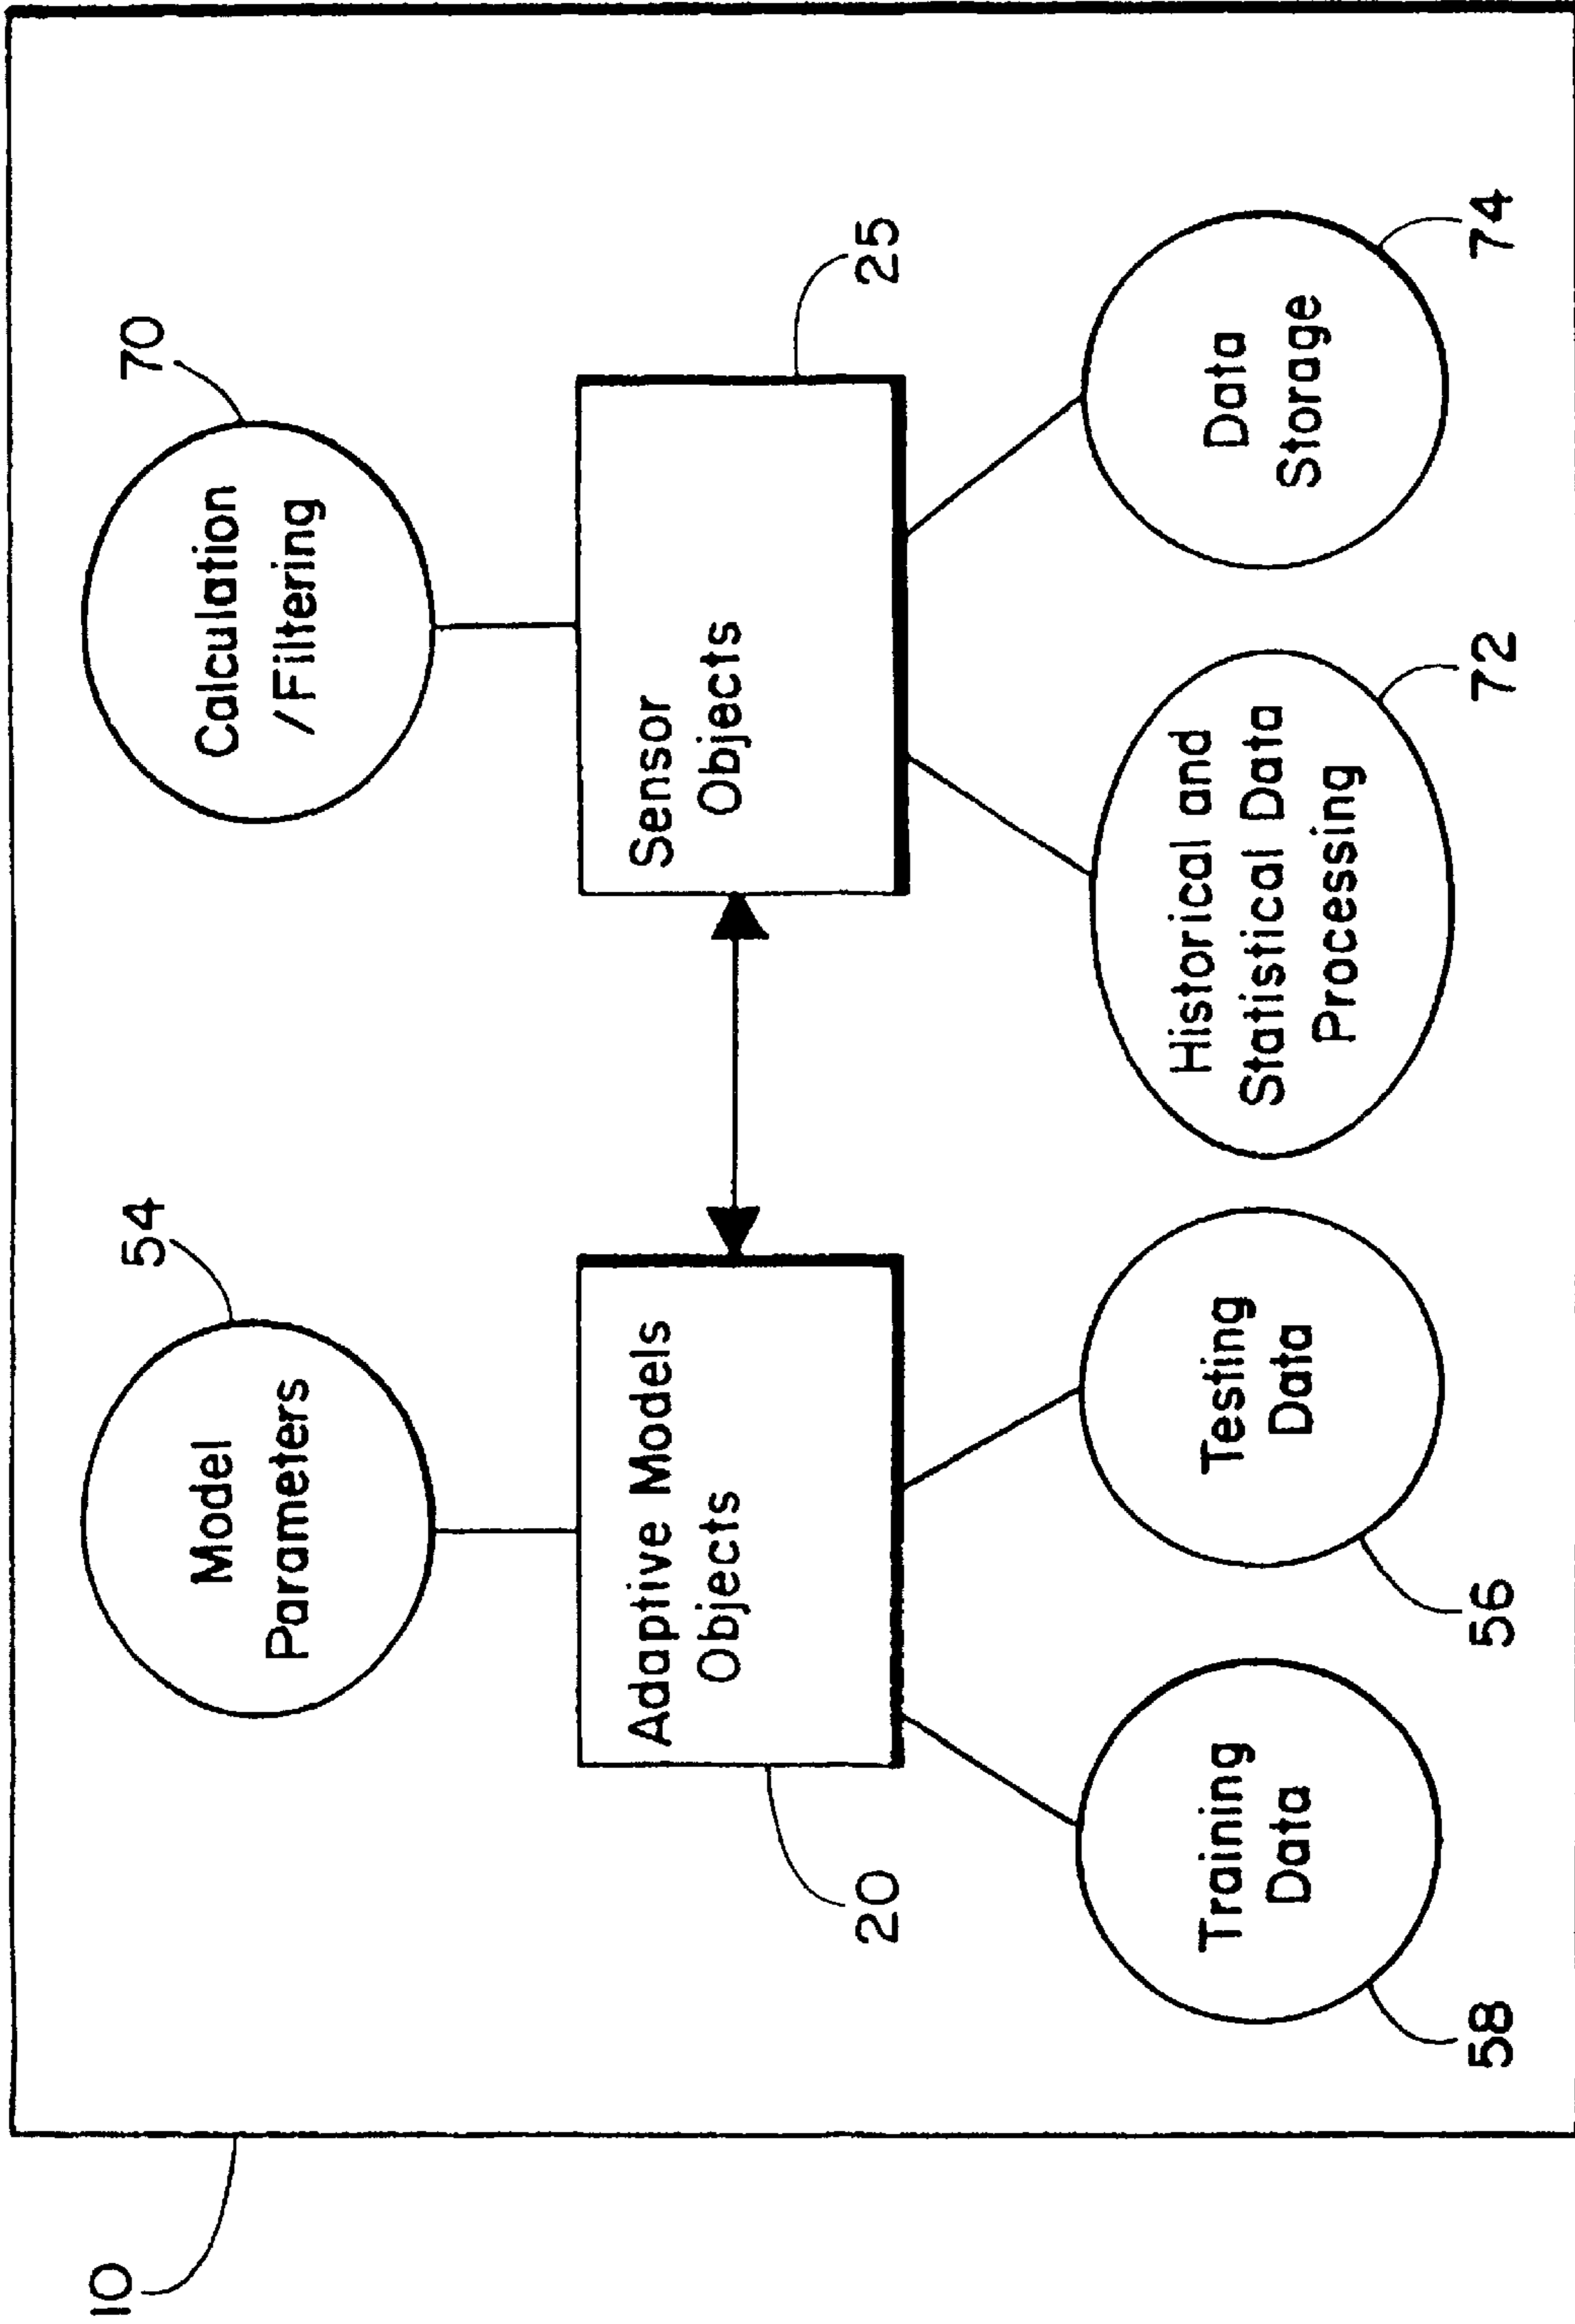 10
54
Model
Parameters
70
Calculation
/Filtering
Adaptive Models
Objects
20
Sensor
Objects
25
Training
Data
58
Testing
Data
56
Historical and
Statistical Data
Processing
72
Data
Storage
74